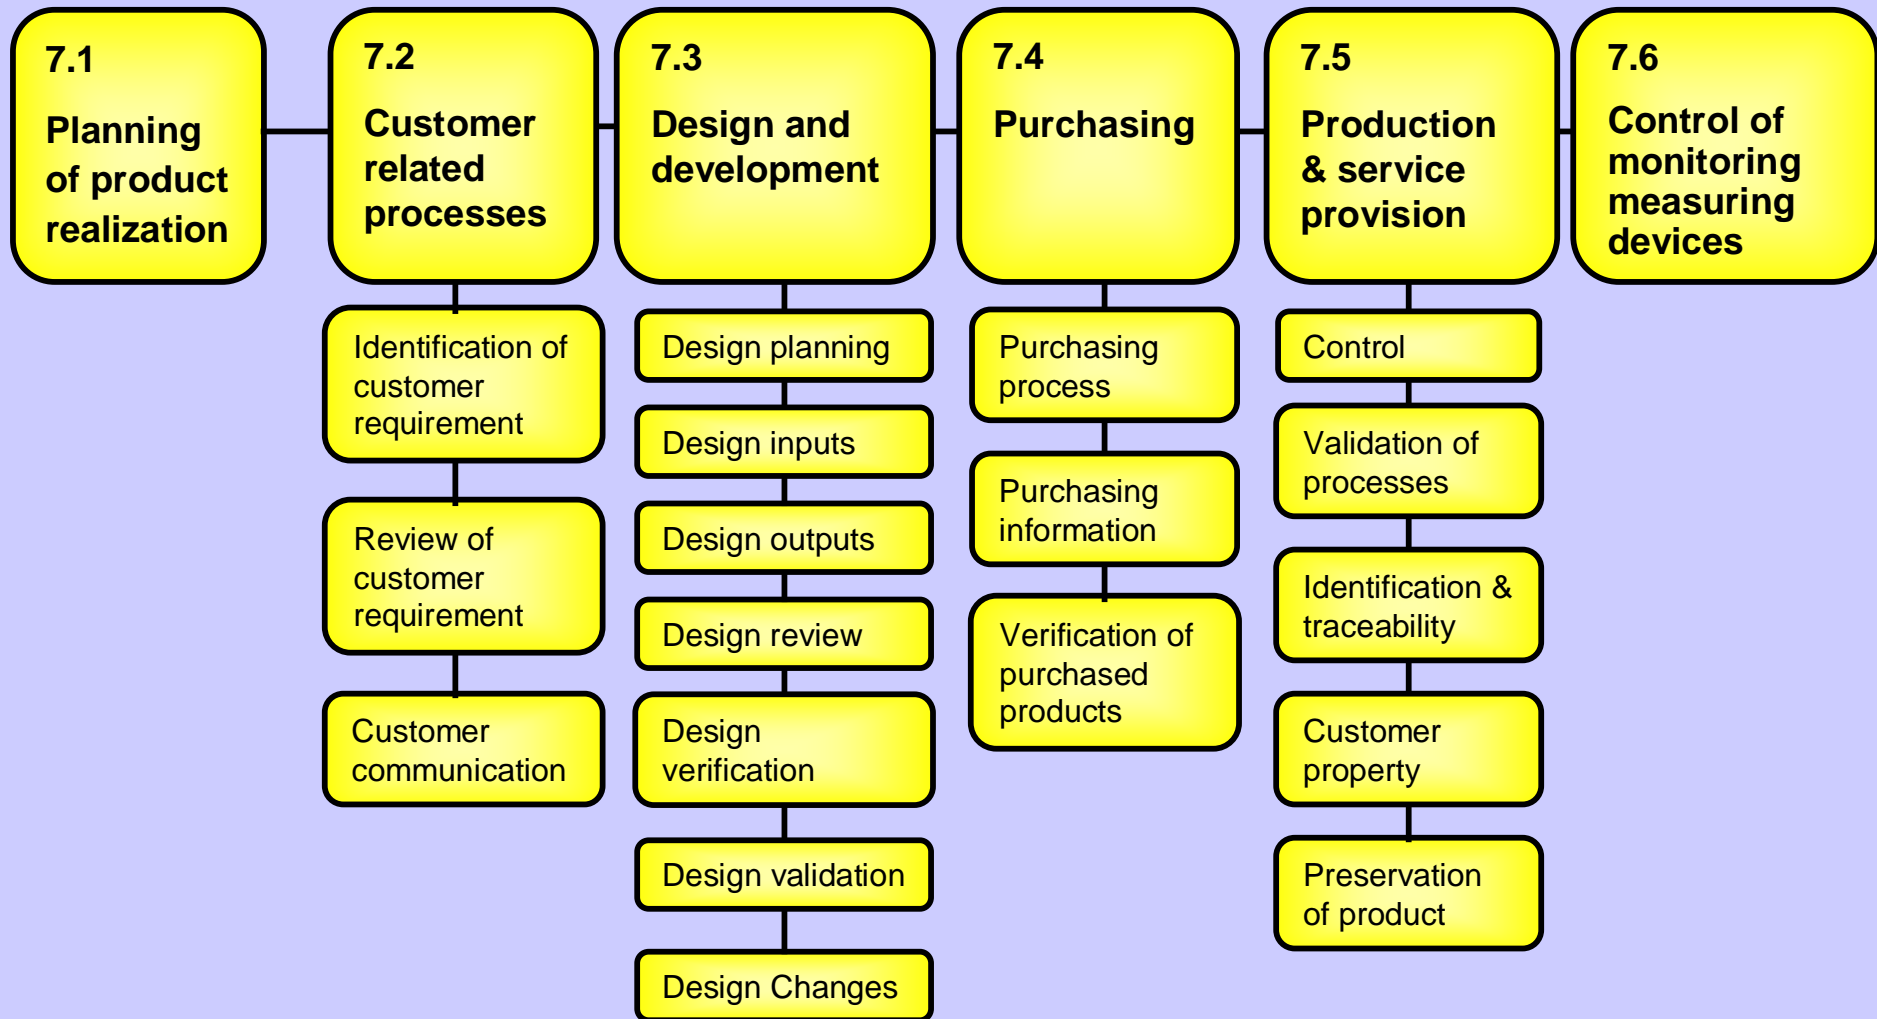 7.1
Planning
of product
realization
7.2
Customer
related
processes
7.3
Design and
development
7.4
Purchasing
7.5
Production
& service
provision
7.6
Control of
monitoring
measuring
devices
Identification of
customer
requirement
Review of
customer
requirement
Customer
communication
Design planning
Design inputs
Design outputs
Design review
Design
verification
Design validation
Design Changes
Purchasing
process
Purchasing
information
Verification of
purchased
products
Control
Validation of
processes
Identification &
traceability
Customer
property
Preservation
of product